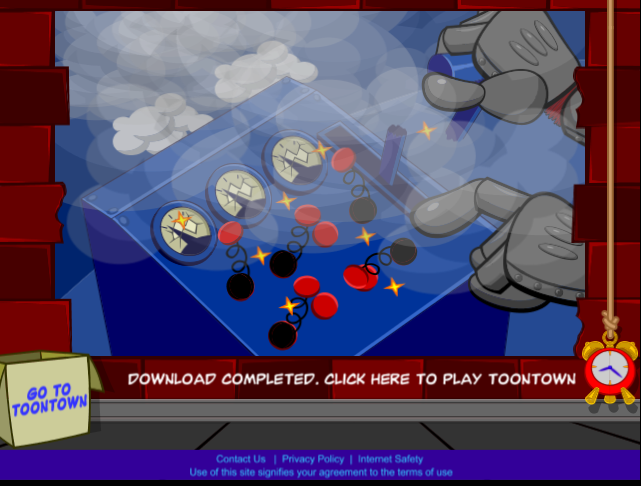 GO TO
TOONTOWN
DOWNLOAD COMPLETED. CLICK HERE TO PLAY TOONTOWN
Contact Us | Privacy Policy | Internet Safety
Use of this site signifies your agreement to the terms of use